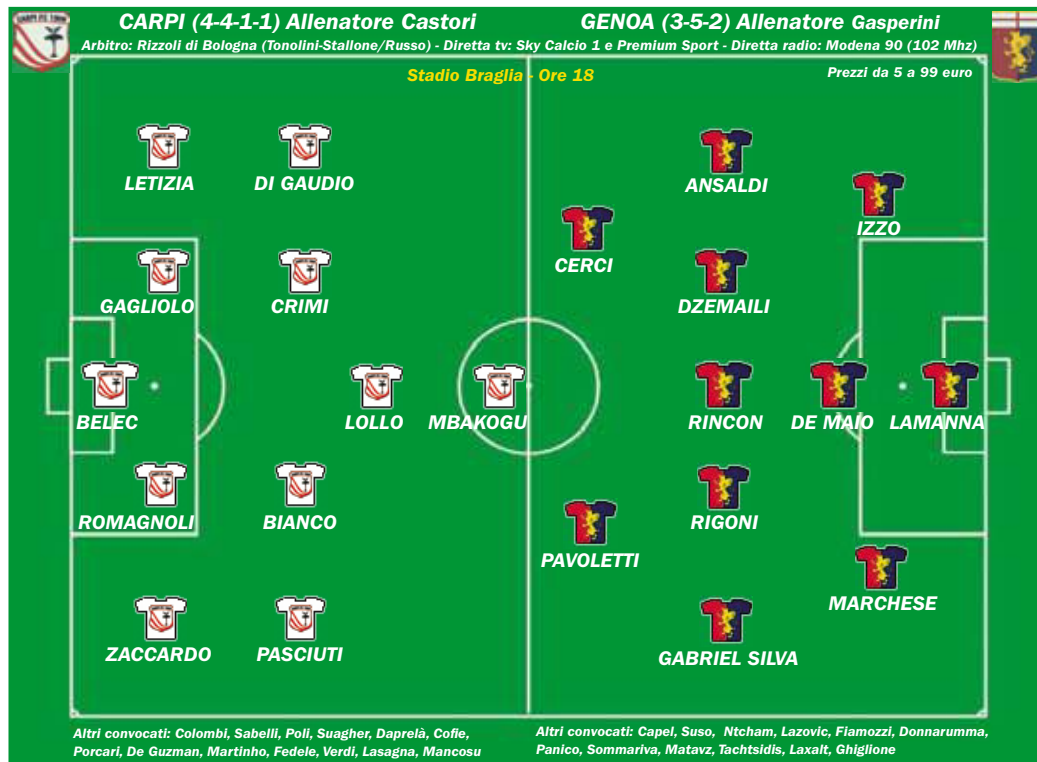 CARPI (4-4-1-1) Allenatore Castori
GENOA (3-5-2) Allenatore Gasperini
Arbitro: Rizzoli di Bologna (Tonolini-Stallone/Russo) - Diretta tv: Sky Calcio 1 e Premium Sport - Diretta radio: Modena 90 (102 Mhz)
Stadio Braglia - Ore 18
Prezzi da 5 a 99 euro
LETIZIA
DI GAUDIO
GAGLIOLO
CRIMI
BELEC
LOLLO
MBAKOGU
ROMAGNOLI
BIANCO
ZACCARDO
PASCIUTI
ANSALDI
IZZO
CERCI
DZEMAILI
RINCON
DE MAIO
LAMANNA
RIGONI
PAVOLETTI
MARCHESE
GABRIEL SILVA
Altri convocati: Colombi, Sabelli, Poli, Suagher, Daprelà, Cofie,
Porcari, De Guzman, Martinho, Fedele, Verdi, Lasagna, Mancosu
Altri convocati: Capel, Suso, Ntcham, Lazovic, Fiamozzi, Donnarumma,
Panico, Sommariva, Matavz, Tachtsidis, Laxalt, Ghiglione